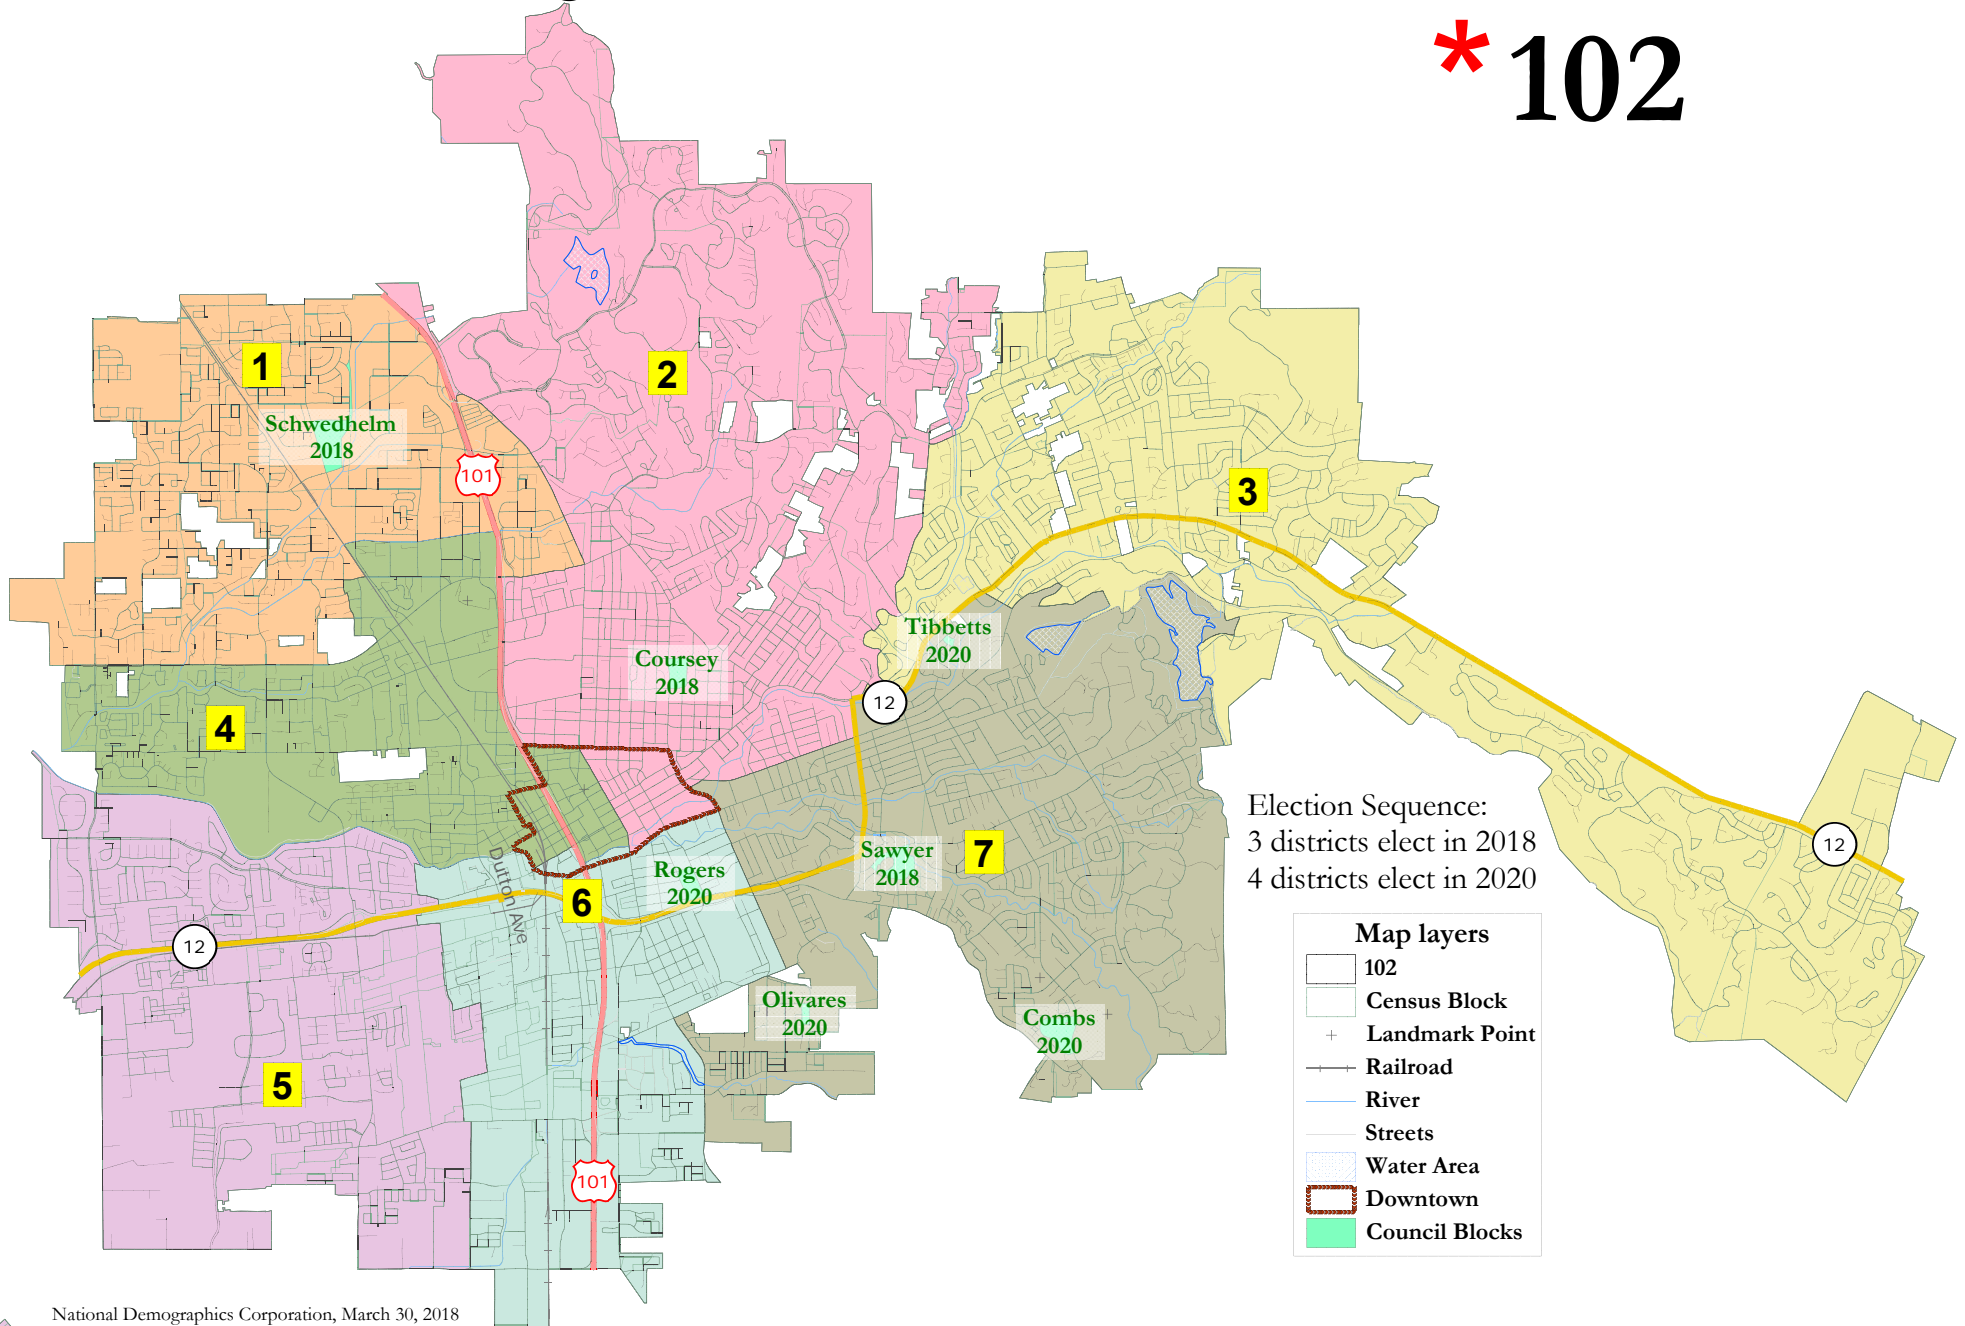 *102
1
2
Schwedhelm
2018
101
3
Tibbetts
2020
Coursey
2018
12
4
Election Sequence:
3 districts elect in 2018
4 districts elect in 2020
12
Sawyer
2018
7
Rogers
2020
Dutton Ave
6
12
Olivares
2020
Combs
2020
5
101
Map layers
102
Census Block
Landmark Point
Railroad
River
Streets
Water Area
Downtown
Council Blocks
National Demographics Corporation, March 30, 2018